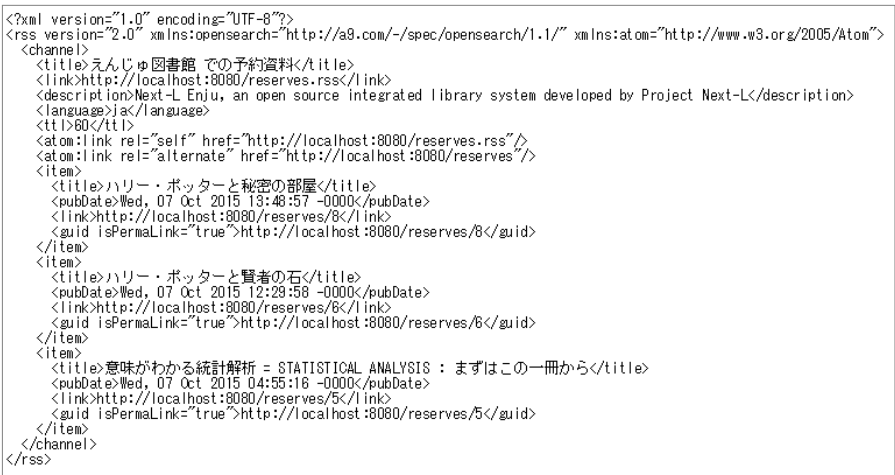 <?xml version="1.0" encoding="UTF-8"?>
<rss version="2.0" xmlns:opensearch="http://a9.com/-/spec/opensearch/1.1/" xmlns:atom="http://www.w3.org/2005/Atom">
  <channel>
    <title>えんじゅ図書館 での予約資料</title>
    <link>http://localhost:8080/reserves.rss</link>
    <description>Next-L Enju, an open source integrated library system developed by Project Next-L</description>
    <language>ja</language>
    <ttl>60</ttl>
    <atom:link rel="self" href="http://localhost:8080/reserves.rss"/>
    <atom:link rel="alternate" href="http://localhost:8080/reserves"/>
    <item>
      <title>ハリー・ポッターと秘密の部屋</title>
      <pubDate>Wed, 07 Oct 2015 13:48:57 -0000</pubDate>
      <link>http://localhost:8080/reserves/8</link>
      <guid isPermaLink="true">http://localhost:8080/reserves/8</guid>
    </item>
    <item>
      <title>ハリー・ポッターと賢者の石</title>
      <pubDate>Wed, 07 Oct 2015 12:29:58 -0000</pubDate>
      <link>http://localhost:8080/reserves/6</link>
      <guid isPermaLink="true">http://localhost:8080/reserves/6</guid>
    </item>
    <item>
      <title>意味がわかる統計解析 = STATISTICAL ANALYSIS : まずはこの一冊から</title>
      <pubDate>Wed, 07 Oct 2015 04:55:16 -0000</pubDate>
      <link>http://localhost:8080/reserves/5</link>
      <guid isPermaLink="true">http://localhost:8080/reserves/5</guid>
    </item>
  </channel>
</rss>